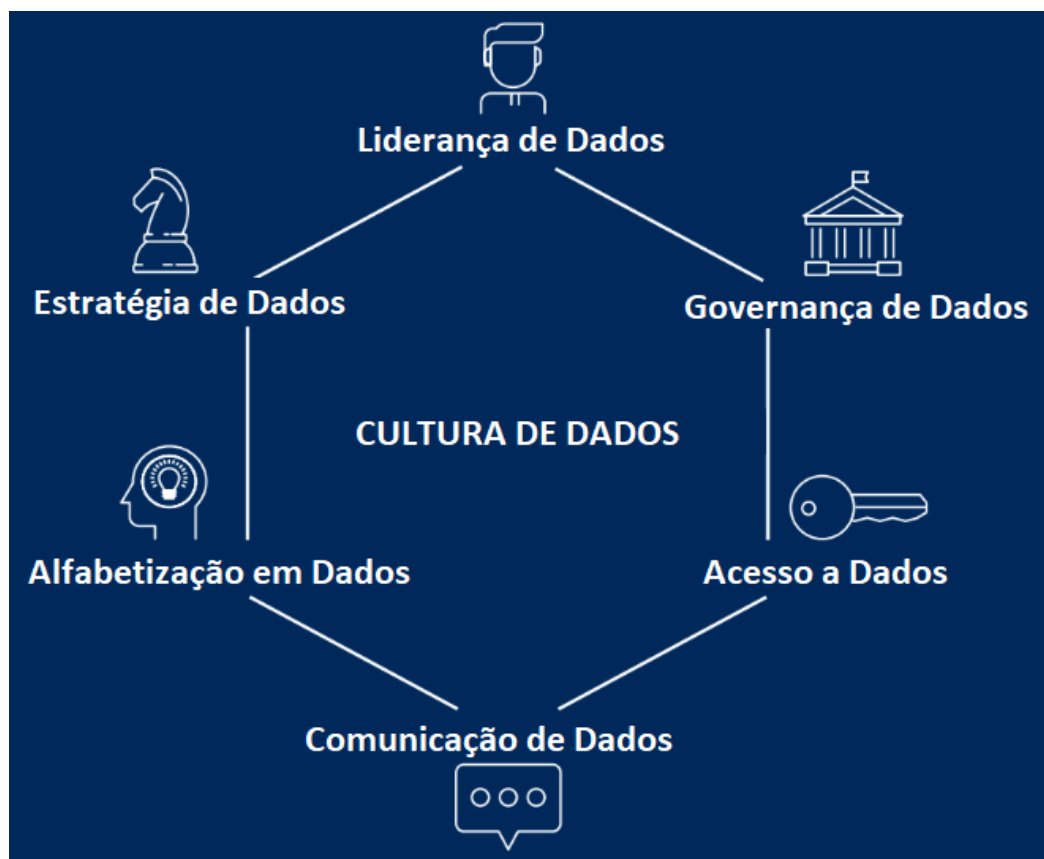 Liderança de Dados
Estratégia de Dados
Governança de Dados
CULTURA DE DADOS
Alfabetização em Dados
Acesso a Dados
Comunicação de Dados